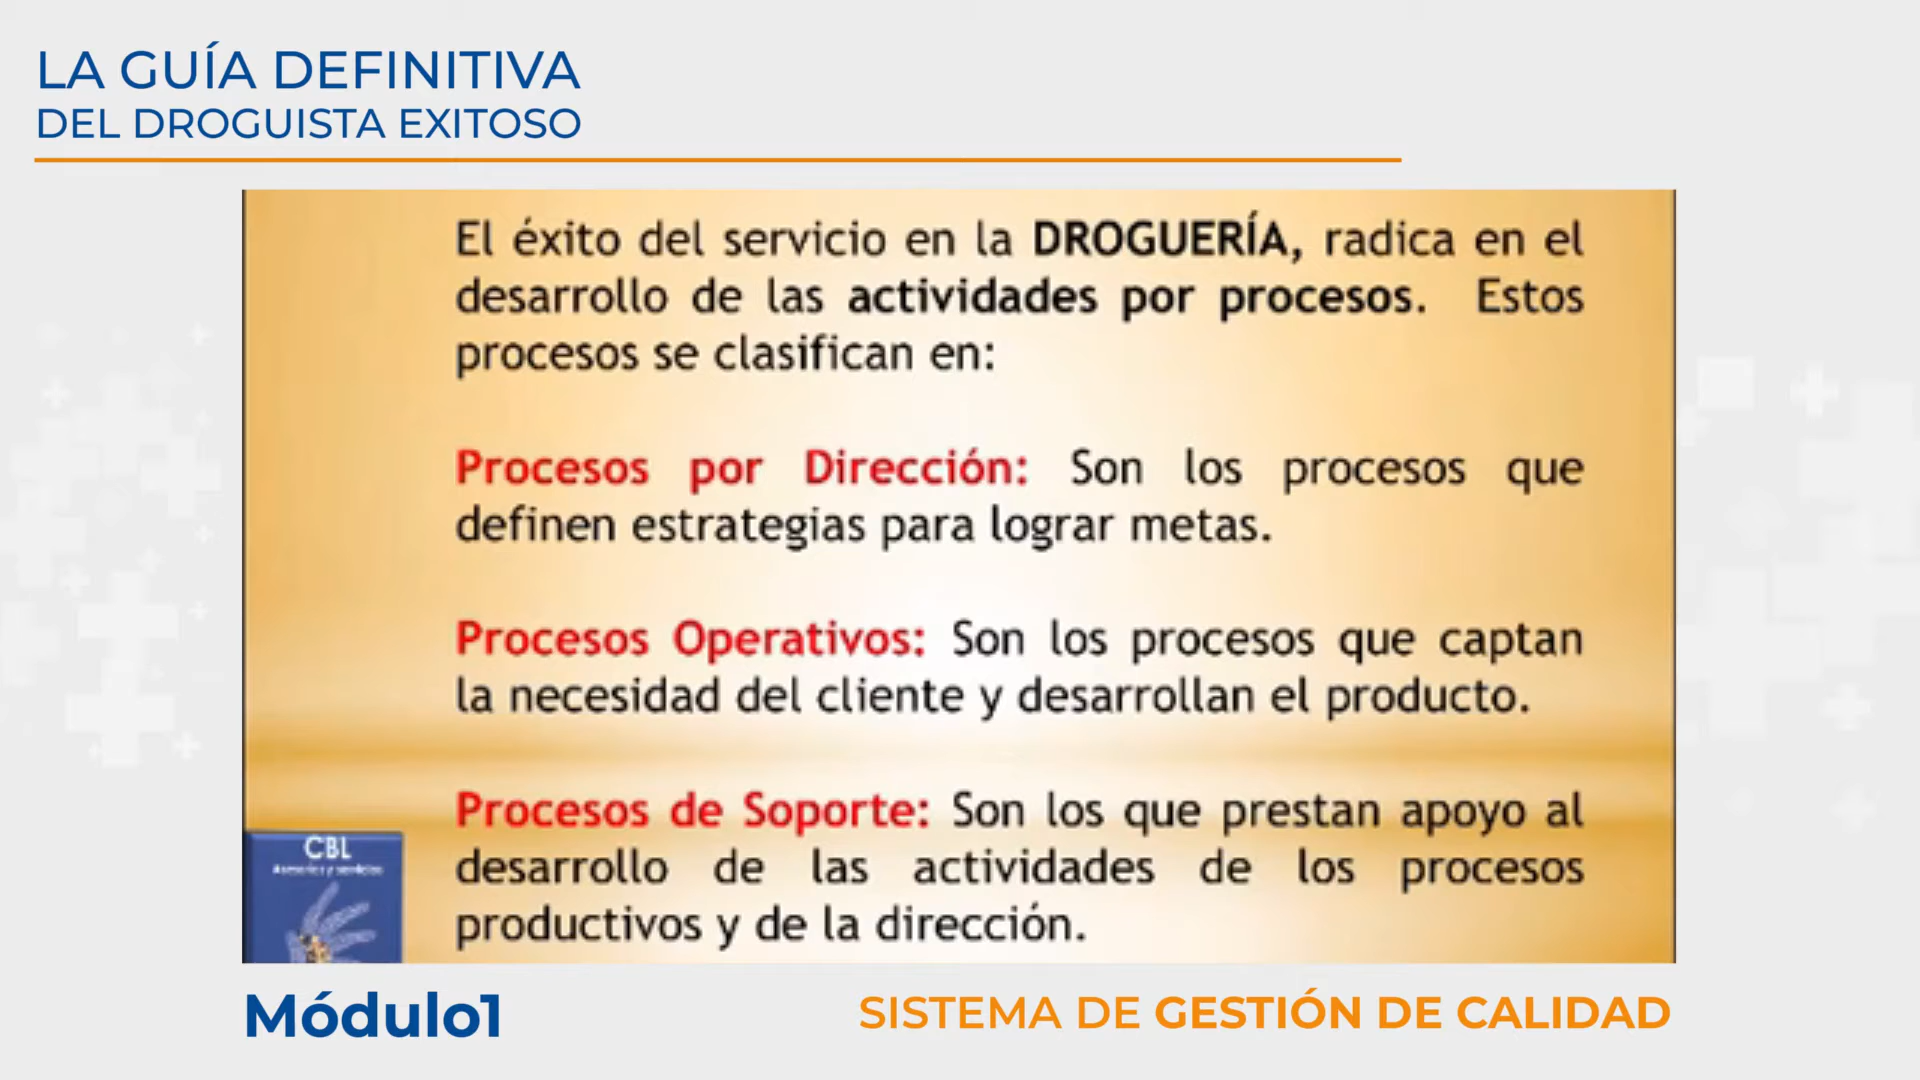 LA GUÍA DEFINITIVA
DEL DROGUISTA EXITOSO
El éxito del servicio en la DROGUERÍA, radica en el
desarrollo de las actividades por procesos. Estos
procesos se clasifican en:
Procesos por Dirección: Son los procesos que
definen estrategias para lograr metas.
Procesos Operativos: Son los procesos que captan
la necesidad del cliente y desarrollan el producto.
Procesos de Soporte: Son los que prestan apoyo al
desarrollo de las actividades de los procesos
productivos y de la dirección.
CBL
Asesorías y servicios
Módulo1
SISTEMA DE GESTIÓN DE CALIDAD